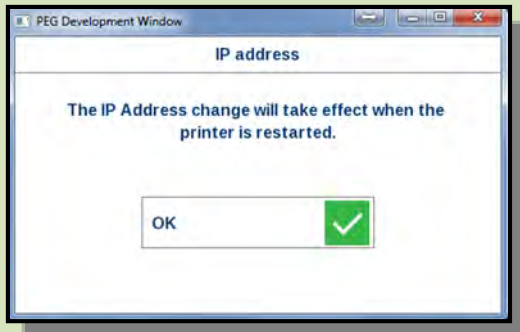 PEG Development Window
IP address
The IP Address change will take effect when the
printer is restarted.
OK